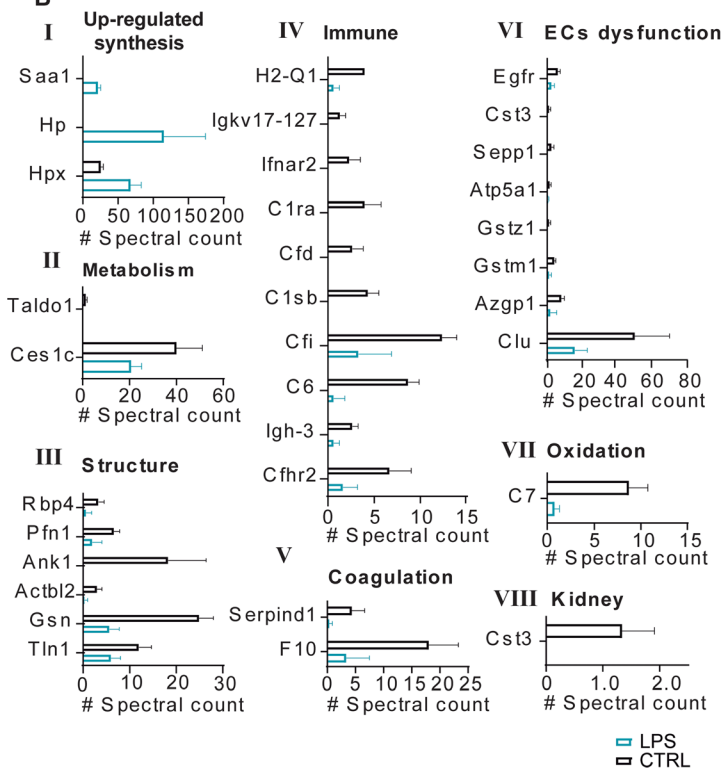 I
Up-regulated
synthesis
Saa1
Hp
Hpx
0 50 100 150 200
# Spectral count
II
Metabolism
Taldo1
Ces1c
0 20 40 60
# Spectral count
III Structure
Rbp4
Pfn1
Ank1
Actbl2
Gsn
Tln1
0 10 20 30
# Spectral count
IV Immune
H2-Q1
Igkv17-127
Ifnar2
C1ra
Cfd
C1sb
Cfi
C6
Igh-3
Cfhr2
0 5 10 15
# Spectral count
V
Coagulation
Serpind1
F10
0 5 10 15 20 25
# Spectral count
VI ECs dysfunction
Egfr
Cst3
Sepp1
Atp5a1
Gstz1
Gstm1
Azgp1
Clu
0 20 40 60 80
# Spectral count
VII Oxidation
C7
0 5 10 15
# Spectral count
VIII Kidney
Cst3
0 1.0 2.0
# Spectral count
LPS
CTRL